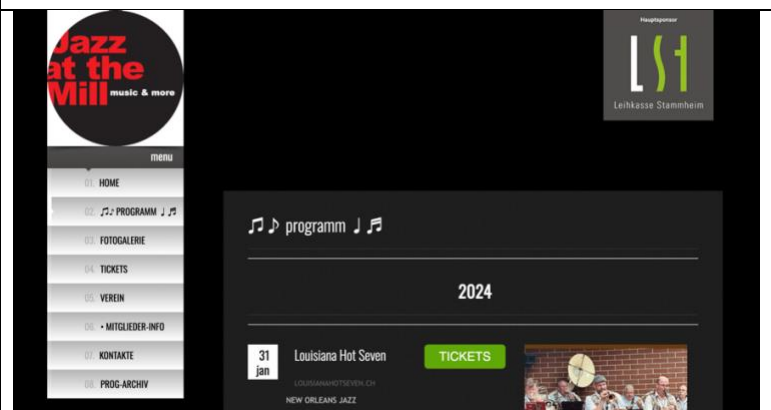 Jazz
at the
Mill music & more
Hauptsponsor
LSt
Leihkasse Stammheim
menu
01. HOME
02. ♫♪ PROGRAMM ♩ ♬
03. FOTOGALERIE
04. TICKETS
05. VEREIN
06. • MITGLIEDER-INFO
07. KONTAKTE
08. PROG-ARCHIV
♫ ♪ programm ♩ ♬
2024
31
jan
Louisiana Hot Seven
TICKETS
LOUISIANAHOTSEVEN.CH
NEW ORLEANS JAZZ